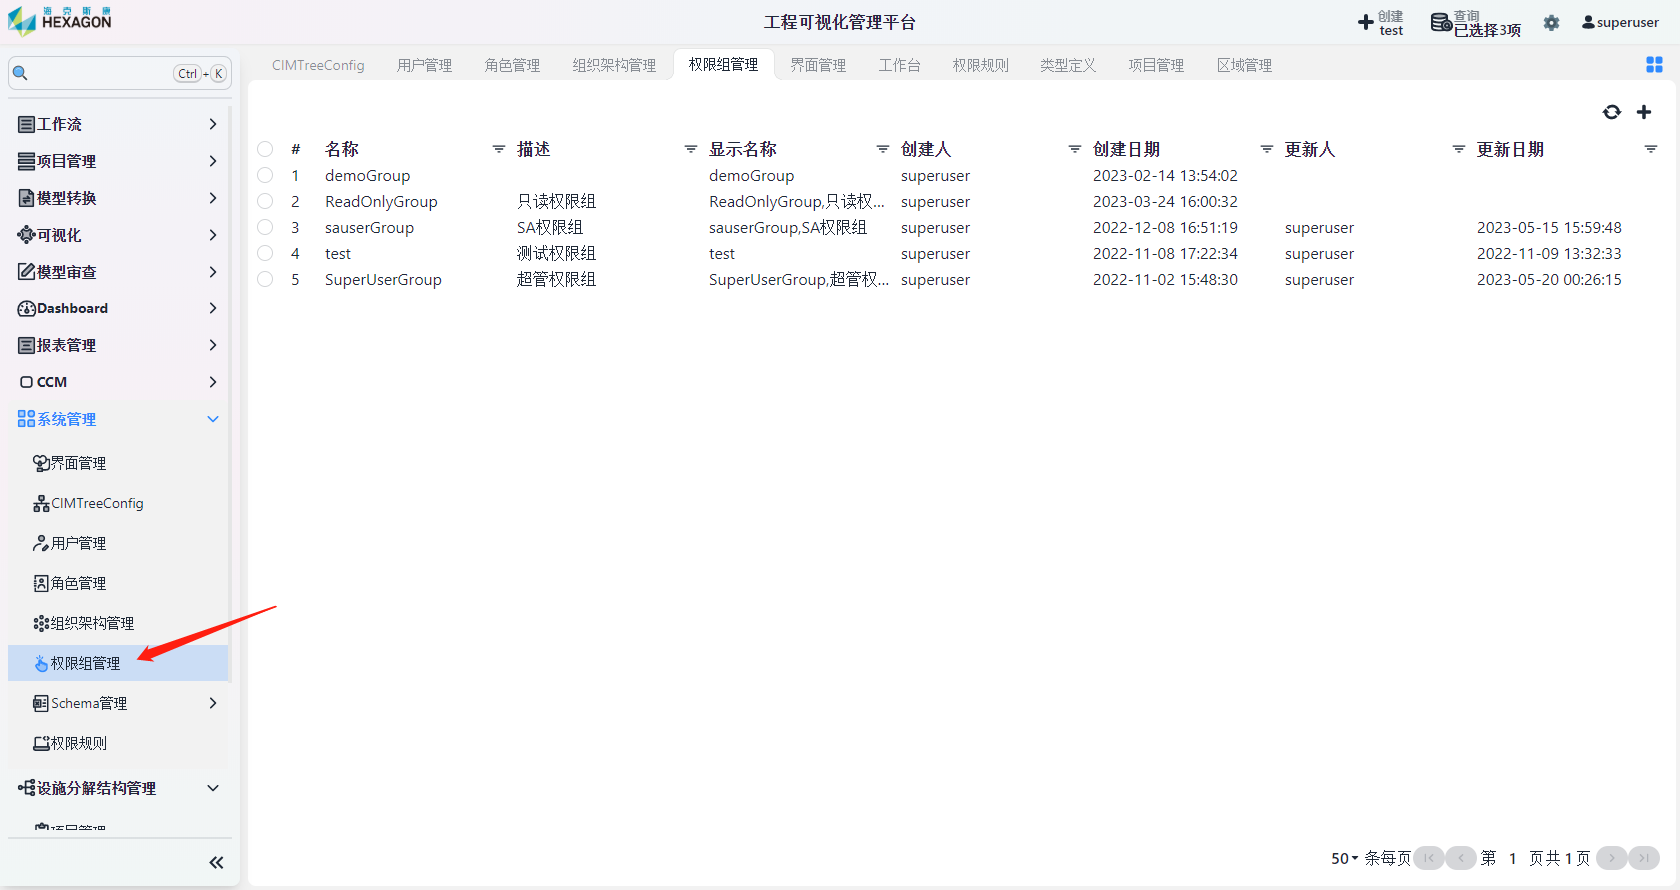 海克斯康
HEXAGON
工程可视化管理平台
创建
test
查询
已选择3项
superuser
Ctrl + K
CIMTreeConfig
用户管理
角色管理
组织架构管理
权限组管理
界面管理
工作台
权限规则
类型定义
项目管理
区域管理
工作流
项目管理
模型转换
可视化
模型审查
Dashboard
报表管理
CCM
系统管理
界面管理
CIMTreeConfig
用户管理
角色管理
组织架构管理
权限组管理
Schema管理
权限规则
设施分解结构管理
项目管理
# 名称 描述 显示名称 创建人 创建日期 更新人 更新日期
1 demoGroup demoGroup superuser 2023-02-14 13:54:02
2 ReadOnlyGroup 只读权限组 ReadOnlyGroup,只读权... superuser 2023-03-24 16:00:32
3 sauserGroup SA权限组 sauserGroup,SA权限组 superuser 2022-12-08 16:51:19 superuser 2023-05-15 15:59:48
4 test 测试权限组 test superuser 2022-11-08 17:22:34 superuser 2022-11-09 13:32:33
5 SuperUserGroup 超管权限组 SuperUserGroup,超管权... superuser 2022-11-02 15:48:30 superuser 2023-05-20 00:26:15
50 条每页 第 1 页共1页